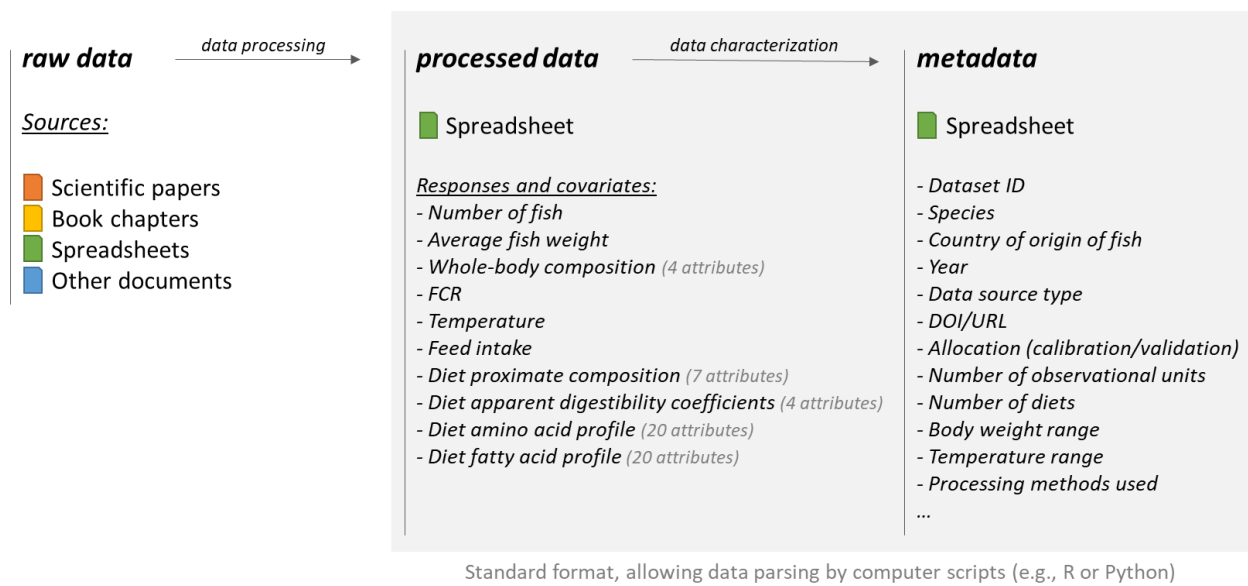 raw data
data processing
processed data
data characterization
metadata
Sources:
Scientific papers
Book chapters
Spreadsheets
Other documents
Spreadsheet
Responses and covariates:
- Number of fish
- Average fish weight
- Whole-body composition (4 attributes)
- FCR
- Temperature
- Feed intake
- Diet proximate composition (7 attributes)
- Diet apparent digestibility coefficients (4 attributes)
- Diet amino acid profile (20 attributes)
- Diet fatty acid profile (20 attributes)
Spreadsheet
- Dataset ID
- Species
- Country of origin of fish
- Year
- Data source type
- DOI/URL
- Allocation (calibration/validation)
- Number of observational units
- Number of diets
- Body weight range
- Temperature range
- Processing methods used
...
Standard format, allowing data parsing by computer scripts (e.g., R or Python)